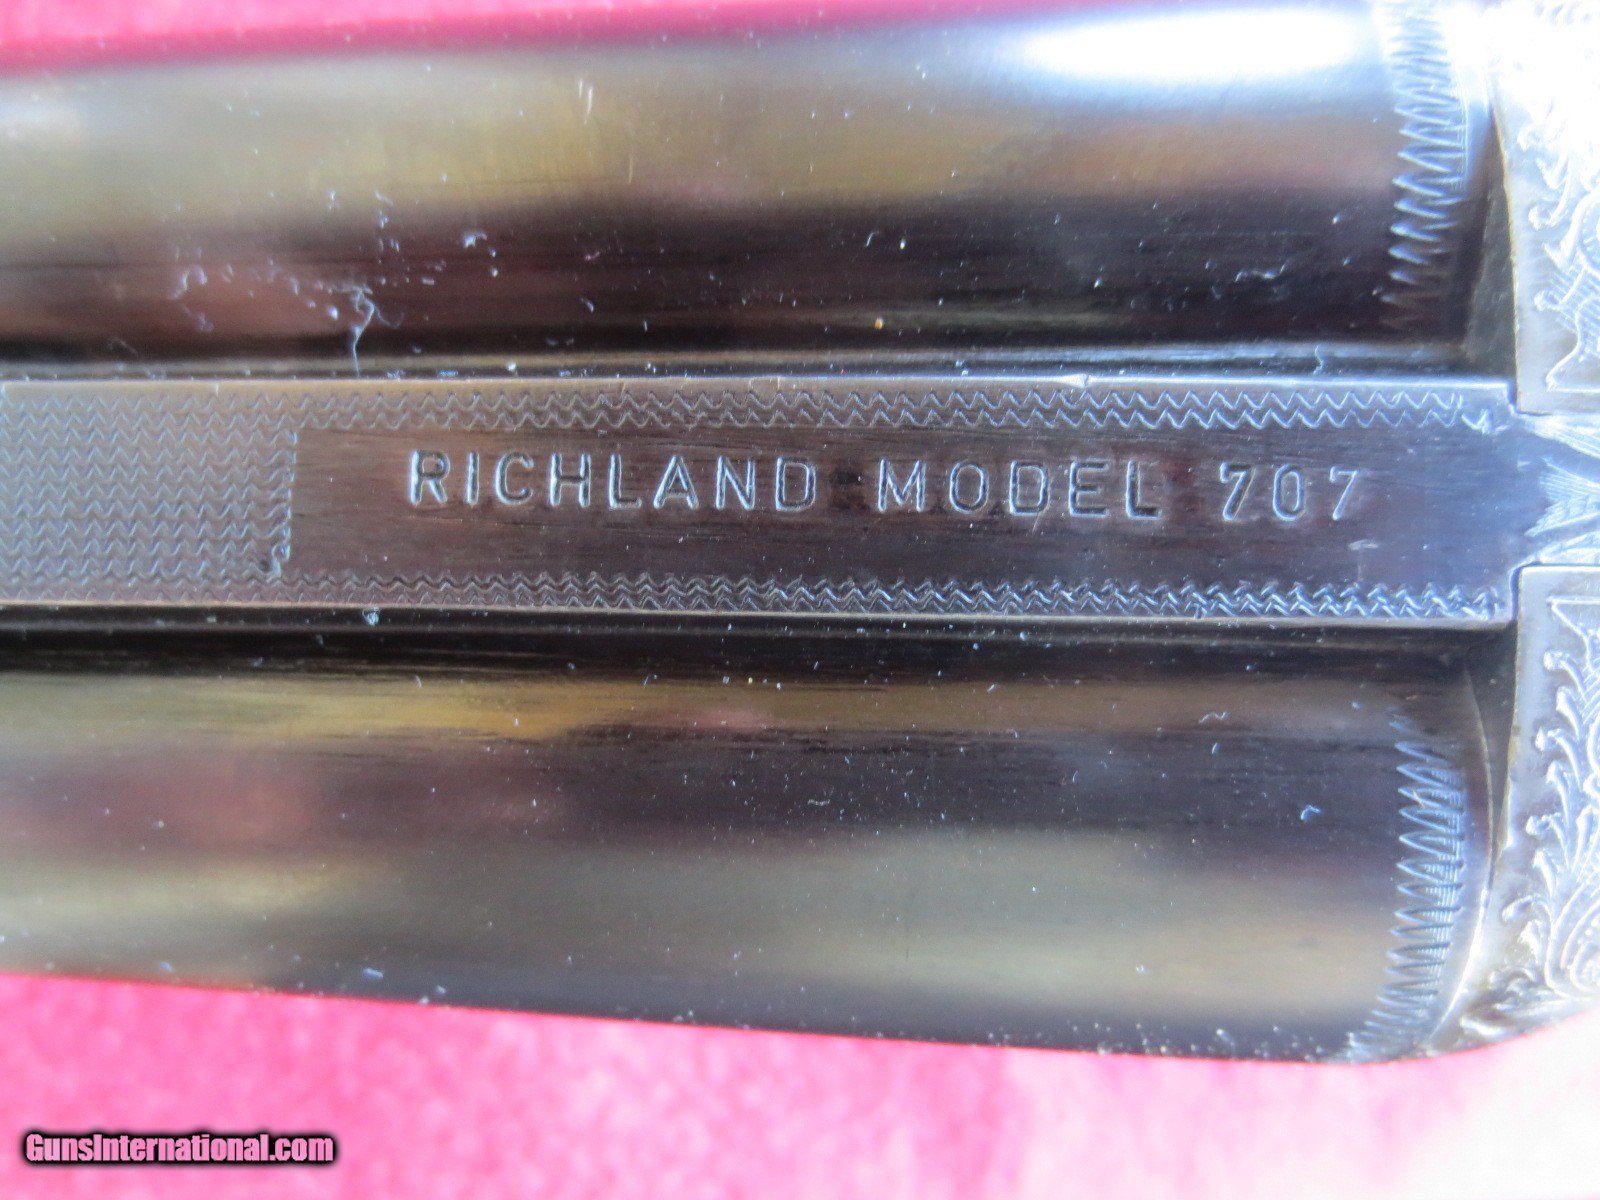 RICHLAND MODEL 707
GunsInternational.com